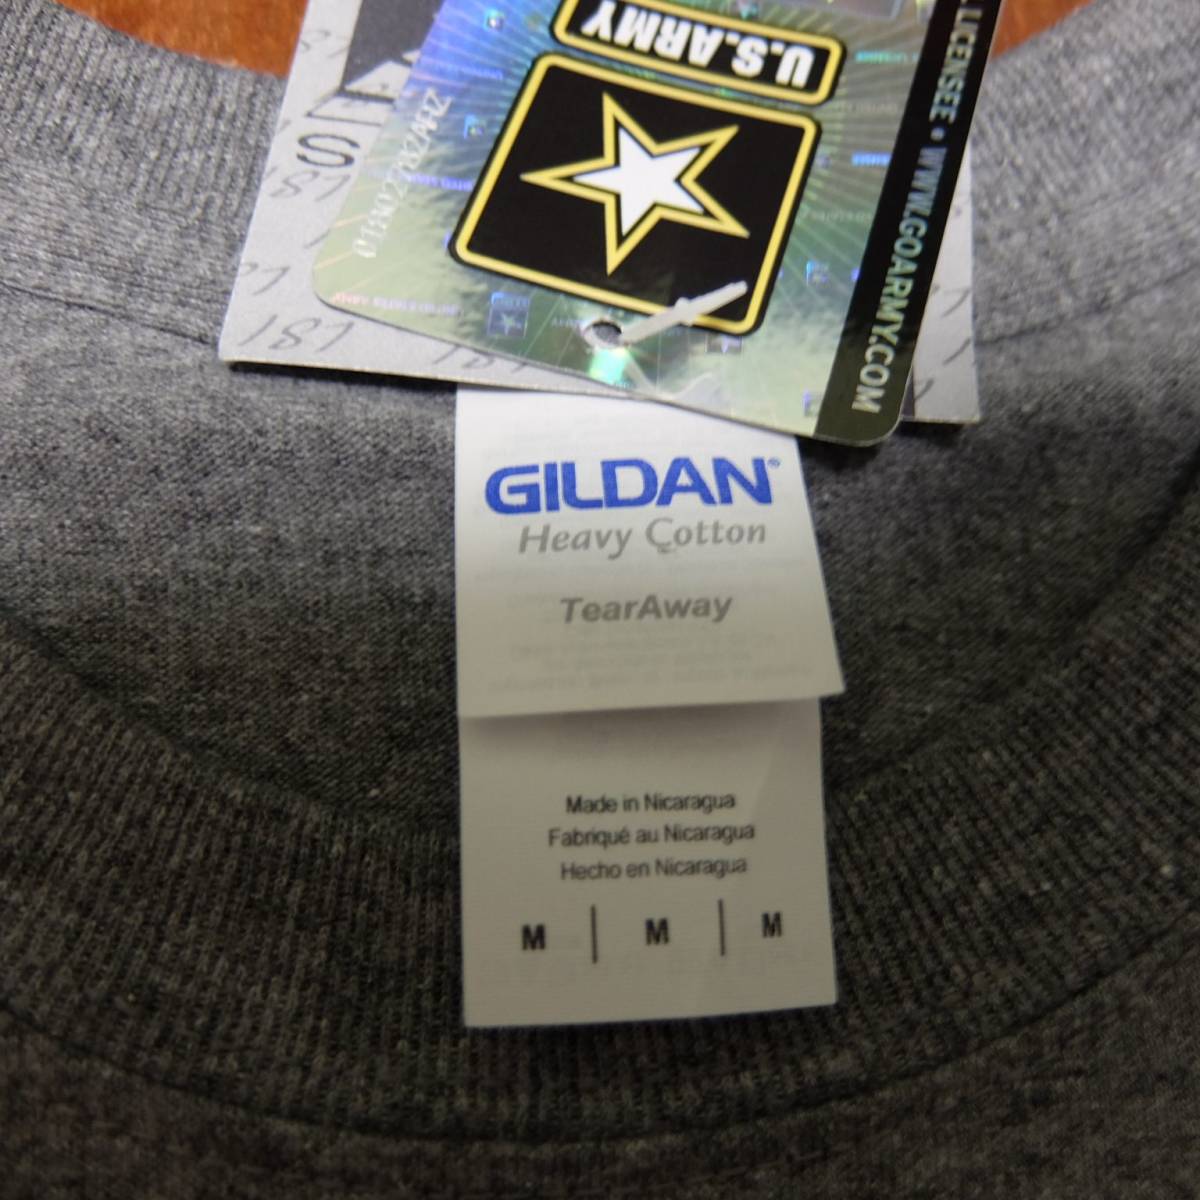 U.S.ARMY
LICENSEE • WWW.GOARMY.COM
GILDAN®
Heavy Cotton
TearAway
Made in Nicaragua
Fabriqué au Nicaragua
Hecho en Nicaragua
M | M | M